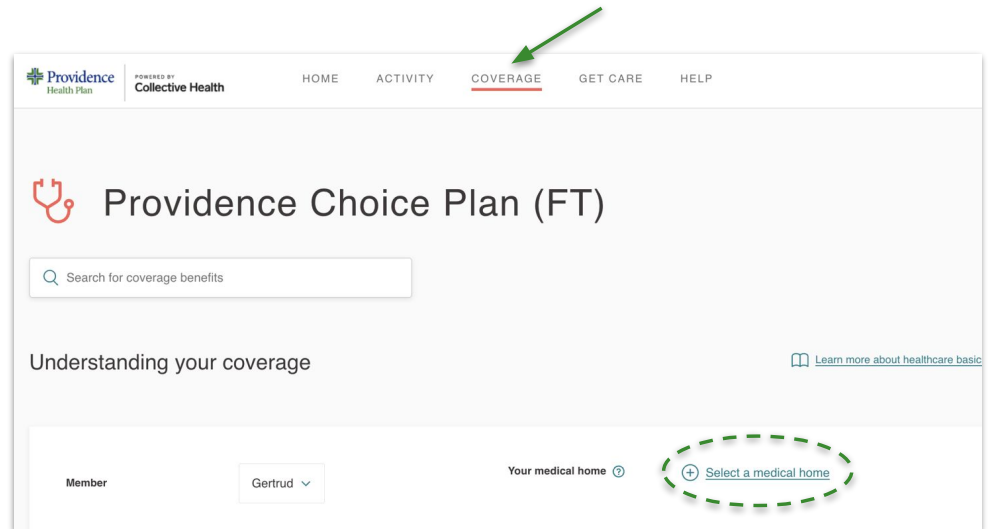 Providence
Health Plan
POWERED BY
Collective Health
HOME ACTIVITY COVERAGE GET CARE HELP
Providence Choice Plan (FT)
Search for coverage benefits
Understanding your coverage
Learn more about healthcare basic
Member
Gertrud
Your medical home ?
+ Select a medical home